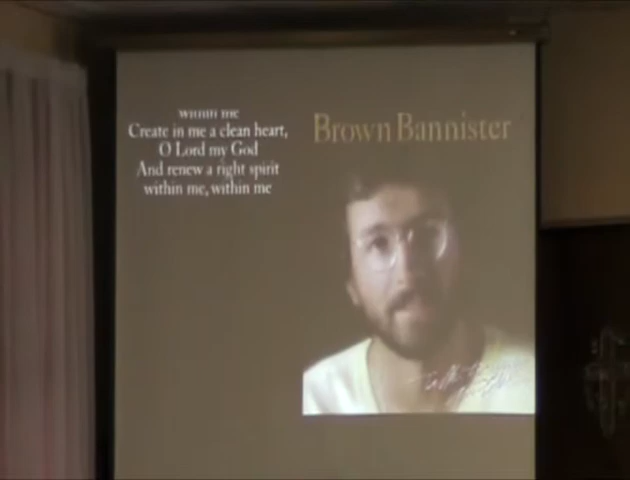 within me
Create in me a clean heart,
O Lord my God
And renew a right spirit
within me, within me
Brown Bannister